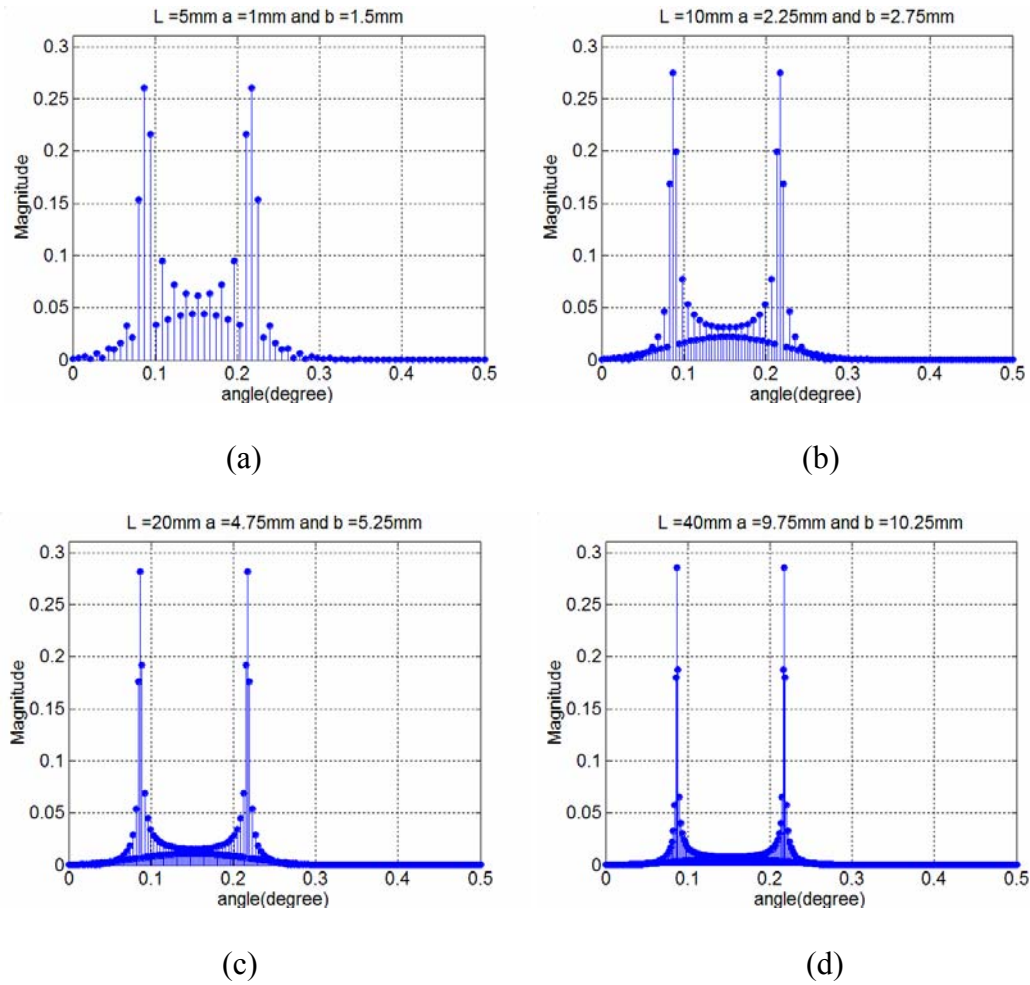 L =5mm a =1mm and b =1.5mm
0.3
0.25
0.2
0.15
0.1
0.05
0
Magnitude
0 0.1 0.2 0.3 0.4 0.5
angle(degree)
(a)
L =10mm a =2.25mm and b =2.75mm
0.3
0.25
0.2
0.15
0.1
0.05
0
Magnitude
0 0.1 0.2 0.3 0.4 0.5
angle(degree)
(b)
L =20mm a =4.75mm and b =5.25mm
0.3
0.25
0.2
0.15
0.1
0.05
0
Magnitude
0 0.1 0.2 0.3 0.4 0.5
angle(degree)
(c)
L =40mm a =9.75mm and b =10.25mm
0.3
0.25
0.2
0.15
0.1
0.05
0
Magnitude
0 0.1 0.2 0.3 0.4 0.5
angle(degree)
(d)